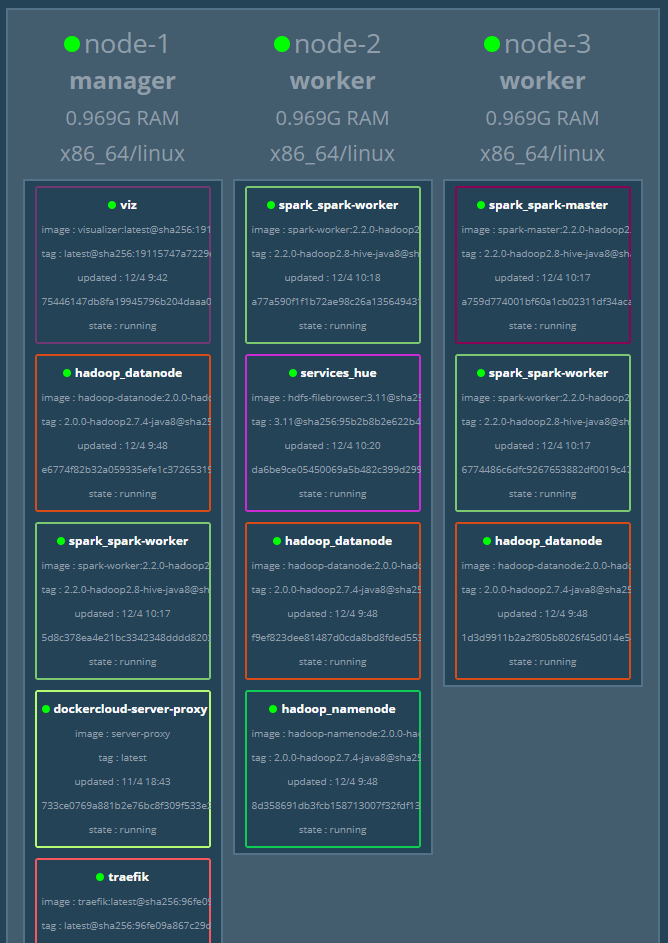 node-1
manager
0.969G RAM
x86_64/linux
viz
image : visualizer:latest@sha256:191
tag : latest@sha256:19115747a7229
updated : 12/4 9:42
75446147db8fa19945796b204daaa0
state : running
hadoop_datanode
image : hadoop-datanode:2.0.0-hado
tag : 2.0.0-hadoop2.7.4-java8@sha25
updated : 12/4 9:48
e6774f82b32a059335efe1c37265319
state : running
spark_spark-worker
image : spark-worker:2.2.0-hadoop2
tag : 2.2.0-hadoop2.8-hive-java8@sh
updated : 12/4 10:17
5d8c378ea4e21bc3342348dddd820
state : running
dockercloud-server-proxy
image : server-proxy
tag : latest
updated : 11/4 18:43
733ce0769a881b2e76bc8f309f533e
state : running
traefik
image : traefik:latest@sha256:96fe09
tag : latest@sha256:96fe09a867c29d
node-2
worker
0.969G RAM
x86_64/linux
spark_spark-worker
image : spark-worker:2.2.0-hadoop2
tag : 2.2.0-hadoop2.8-hive-java8@sh
updated : 12/4 10:18
a77a590f1f1b72ae98c26a13564943
state : running
services_hue
image : hdfs-filebrowser:3.11@sha25
tag : 3.11@sha256:95b2b8b2e622b4
updated : 12/4 10:20
da6be9ce05450069a5b482c399d299
state : running
hadoop_datanode
image : hadoop-datanode:2.0.0-hado
tag : 2.0.0-hadoop2.7.4-java8@sha25
updated : 12/4 9:48
f9ef823dee81487d0cda8bd8fded553
state : running
hadoop_namenode
image : hadoop-namenode:2.0.0-had
tag : 2.0.0-hadoop2.7.4-java8@sha25
updated : 12/4 9:48
8d358691db3fcb158713007f32fdf13
state : running
node-3
worker
0.969G RAM
x86_64/linux
spark_spark-master
image : spark-master:2.2.0-hadoop2
tag : 2.2.0-hadoop2.8-hive-java8@sh
updated : 12/4 10:17
a759d774001bf60a1cb02311df34aca
state : running
spark_spark-worker
image : spark-worker:2.2.0-hadoop2
tag : 2.2.0-hadoop2.8-hive-java8@sh
updated : 12/4 10:17
6774486c6dfc9267653882df0019c47
state : running
hadoop_datanode
image : hadoop-datanode:2.0.0-hado
tag : 2.0.0-hadoop2.7.4-java8@sha25
updated : 12/4 9:48
1d3d9911b2a2f805b8026f45d014e5
state : running